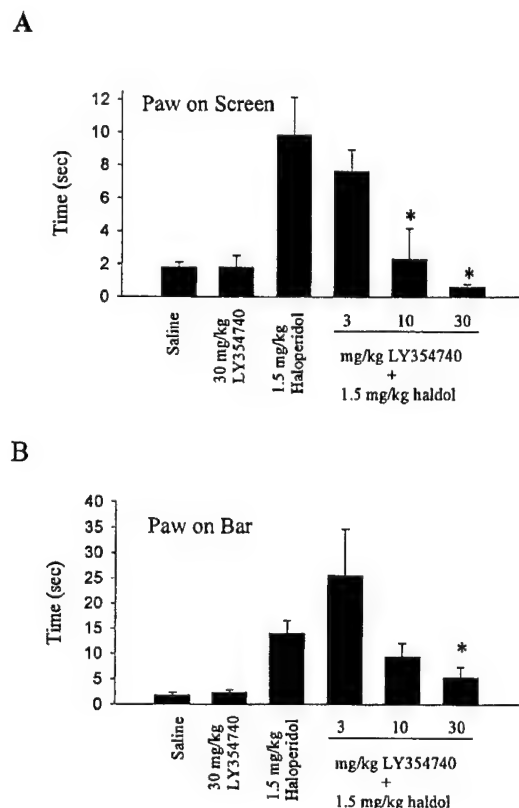 A
Paw on Screen
Time (sec)
12
10
8
6
4
2
0
*
*
Saline
30 mg/kg
LY354740
1.5 mg/kg
Haloperidol
3 10 30
mg/kg LY354740
+
1.5 mg/kg haldol
B
Paw on Bar
Time (sec)
40
35
30
25
20
15
10
5
0
*
Saline
30 mg/kg
LY354740
1.5 mg/kg
Haloperidol
3 10 30
mg/kg LY354740
+
1.5 mg/kg haldol